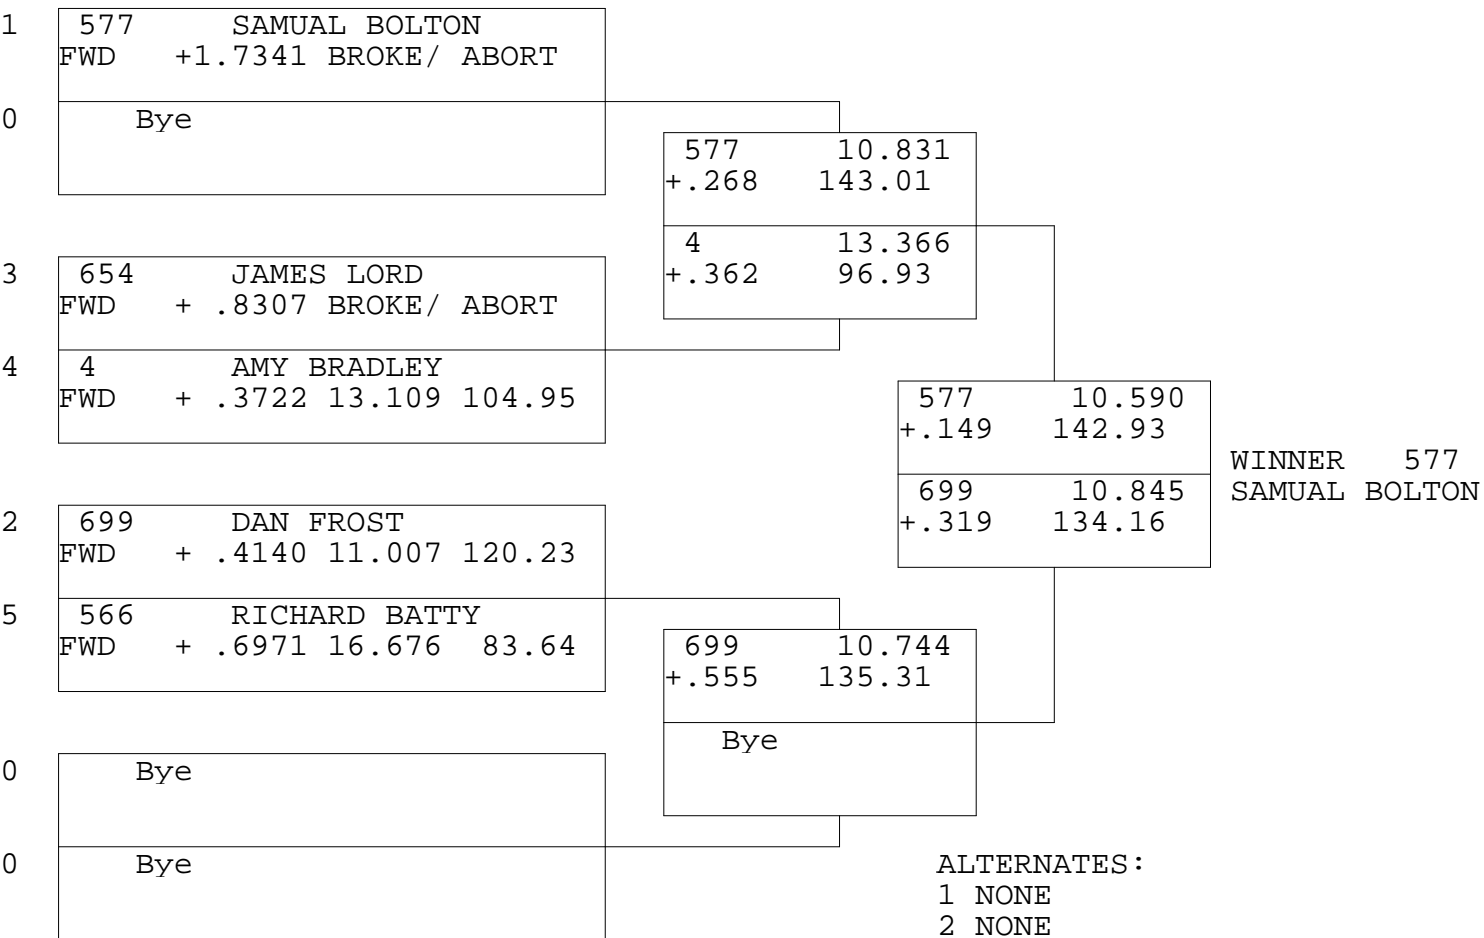 1 577 SAMUAL BOLTON
FWD +1.7341 BROKE/ ABORT
0 Bye
3 654 JAMES LORD
FWD + .8307 BROKE/ ABORT
4 4 AMY BRADLEY
FWD + .3722 13.109 104.95
2 699 DAN FROST
FWD + .4140 11.007 120.23
5 566 RICHARD BATTY
FWD + .6971 16.676 83.64
0 Bye
0 Bye
577 10.831
+.268 143.01
4 13.366
+.362 96.93
699 10.744
+.555 135.31
Bye
577 10.590
+.149 142.93
699 10.845
+.319 134.16
WINNER 577
SAMUAL BOLTON
ALTERNATES:
1 NONE
2 NONE